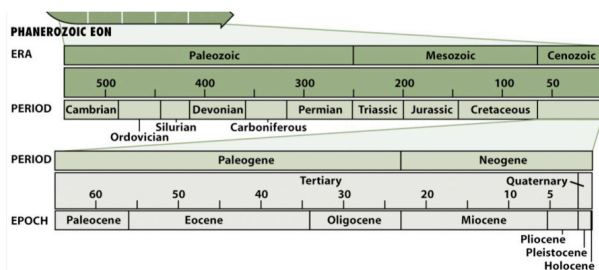 PHANEROZOIC EON
ERA Paleozoic Mesozoic Cenozoic
500 400 300 200 100 50
PERIOD Cambrian Devonian Permian Triassic Jurassic Cretaceous
Silurian Carboniferous
Ordovician
PERIOD Paleogene Neogene
Tertiary Quaternary
60 50 40 30 20 10 5
EPOCH Paleocene Eocene Oligocene Miocene
Pliocene
Pleistocene
Holocene